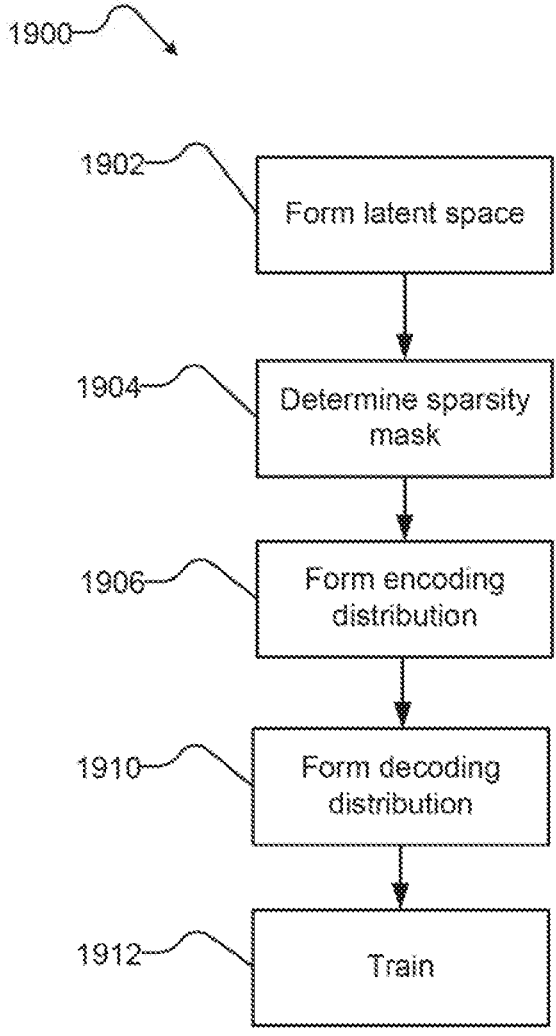 1900
1902
Form latent space
1904
Determine sparsity
mask
1906
Form encoding
distribution
1910
Form decoding
distribution
1912
Train